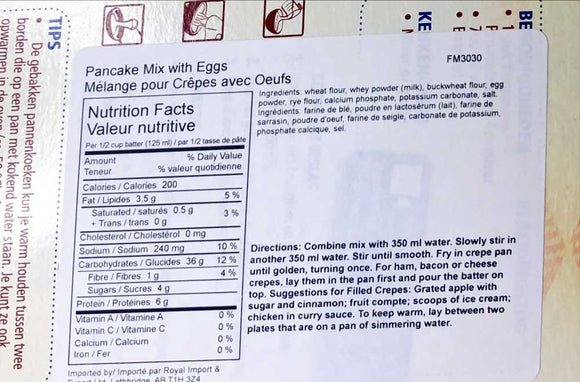 Pancake Mix with Eggs
Mélange pour Crêpes avec Oeufs
FM3030
Nutrition Facts
Valeur nutritive
Per 1/2 cup batter (125 ml) / par 1/2 tasse de pâte
Amount % Daily Value
Teneur % valeur quotidienne
Calories / Calories 200
Fat / Lipides 3.5 g 5 %
Saturated / saturés 0.5 g 3 %
+ Trans / trans 0 g
Cholesterol / Cholestérol 0 mg
Sodium / Sodium 240 mg 10 %
Carbohydrates / Glucides 36 g 12 %
Fibre / Fibres 1 g 4 %
Sugars / Sucres 4 g
Protein / Protéines 6 g
Vitamin A / Vitamine A 0 %
Vitamin C / Vitamine C 0 %
Calcium / Calcium 0 %
Iron / Fer 0 %
Imported by/ Importé par Royal Import &
Ingredients: wheat flour, whey powder (milk), buckwheat flour, egg
powder, rye flour, calcium phosphate, potassium carbonate, salt.
Ingrédients: farine de blé, poudre en lactosérum (lait), farine de
sarrasin, poudre d'oeuf, farine de seigle, carbonate de potassium,
phosphate calcique, sel.
Directions: Combine mix with 350 ml water. Slowly stir in
another 350 ml water. Stir until smooth. Fry in crepe pan
until golden, turning once. For ham, bacon or cheese
crepes, lay them in the pan first and pour the batter on
top. Suggestions for Filled Crepes: Grated apple with
sugar and cinnamon; fruit compte; scoops of ice cream;
chicken in curry sauce. To keep warm, lay between two
plates that are on a pan of simmering water.
TIPS
• De gebakken pannenkoeken kun je warm houden tussen twee
borden die op een pan met kokend water staan. Je kunt ze ook